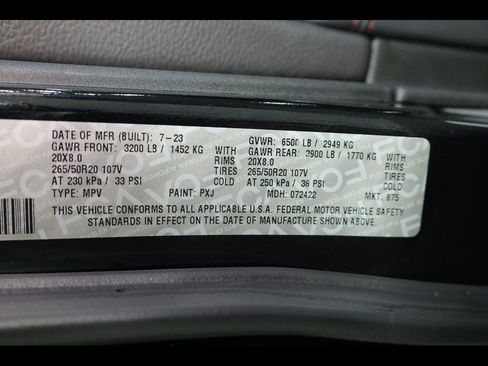 DATE OF MFR (BUILT): 7-23 GVWR: 6500 LB / 2949 KG
GAWR FRONT: 3200 LB / 1452 KG WITH GAWR REAR: 3900 LB / 1770 KG WITH
20X8.0 RIMS 20X8.0 RIMS
265/50R20 107V TIRES 265/50R20 107V TIRES
AT 230 kPa / 33 PSI COLD AT 250 kPa / 36 PSI COLD
TYPE: MPV PAINT: PXJ MDH: 072422 MKT: 875
THIS VEHICLE CONFORMS TO ALL APPLICABLE U.S.A. FEDERAL MOTOR VEHICLE SAFETY
STANDARDS IN EFFECT ON THE DATE OF MANUFACTURE SHOWN ABOVE.